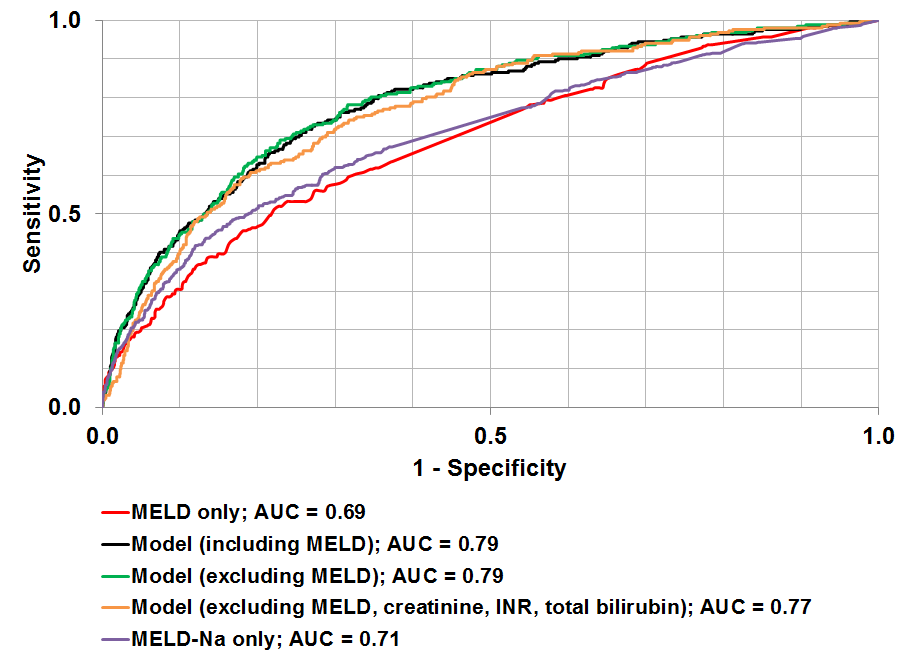 1.0
Sensitivity
0.5
0.0
0.0 0.5 1.0
1 - Specificity
MELD only; AUC = 0.69
Model (including MELD); AUC = 0.79
Model (excluding MELD); AUC = 0.79
Model (excluding MELD, creatinine, INR, total bilirubin); AUC = 0.77
MELD-Na only; AUC = 0.71